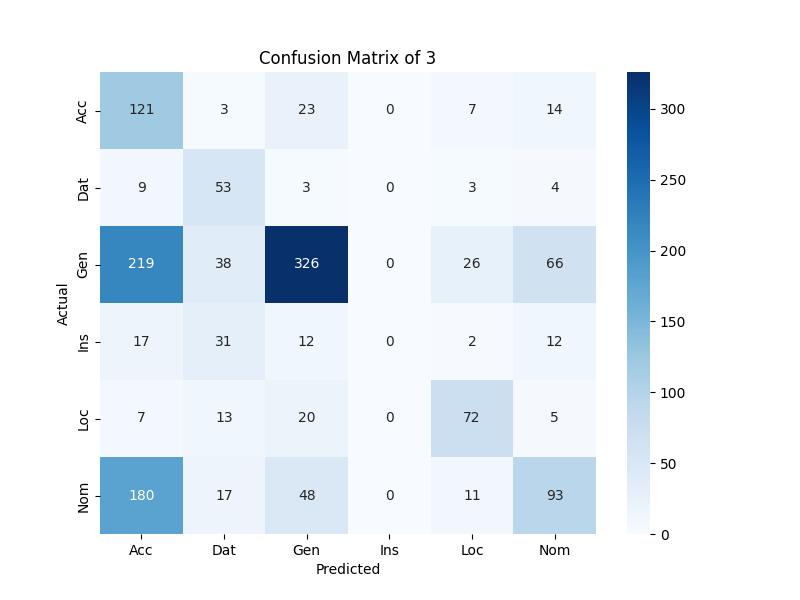 Confusion Matrix of 3
Acc 121 3 23 0 7 14
Dat 9 53 3 0 3 4
Gen 219 38 326 0 26 66
Ins 17 31 12 0 2 12
Loc 7 13 20 0 72 5
Nom 180 17 48 0 11 93
Acc Dat Gen Ins Loc Nom
Predicted
Actual
300
250
200
150
100
50
0